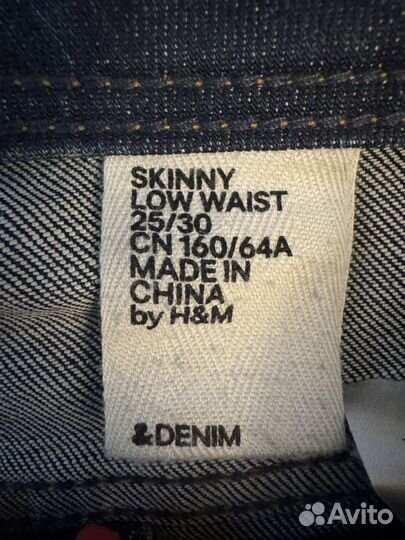 SKINNY
LOW WAIST
25/30
CN 160/64A
MADE IN
CHINA
by H&M
&DENIM
Avito